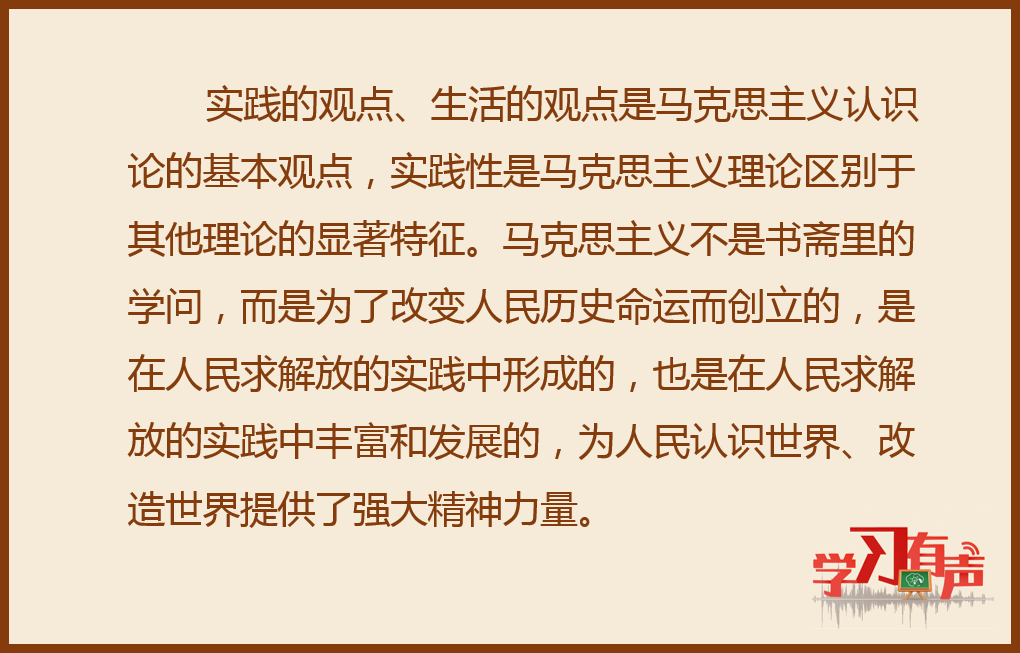 实践的观点、生活的观点是马克思主义认识
论的基本观点，实践性是马克思主义理论区别于
其他理论的显著特征。马克思主义不是书斋里的
学问，而是为了改变人民历史命运而创立的，是
在人民求解放的实践中形成的，也是在人民求解
放的实践中丰富和发展的，为人民认识世界、改
造世界提供了强大精神力量。
学习有声